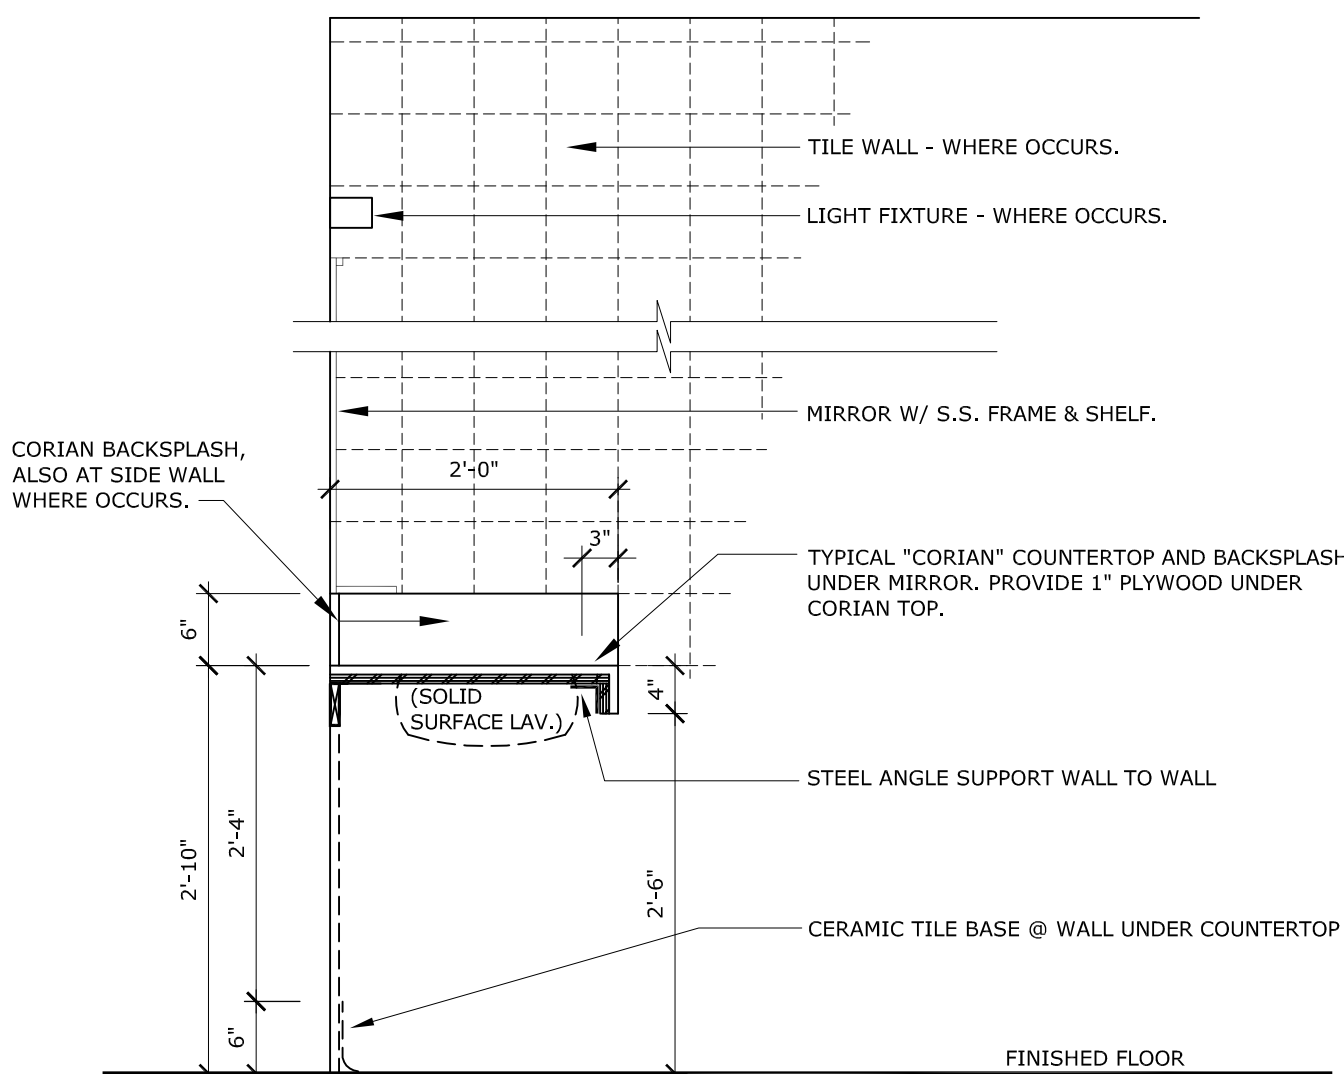 TILE WALL - WHERE OCCURS.
LIGHT FIXTURE - WHERE OCCURS.
MIRROR W/ S.S. FRAME & SHELF.
CORIAN BACKSPLASH,
ALSO AT SIDE WALL
WHERE OCCURS.
2'-0"
3"
TYPICAL "CORIAN" COUNTERTOP AND BACKSPLASH
UNDER MIRROR. PROVIDE 1" PLYWOOD UNDER
CORIAN TOP.
6"
4"
(SOLID
SURFACE LAV.)
STEEL ANGLE SUPPORT WALL TO WALL
2'-4"
2'-10"
2'-6"
CERAMIC TILE BASE @ WALL UNDER COUNTERTOP
6"
FINISHED FLOOR